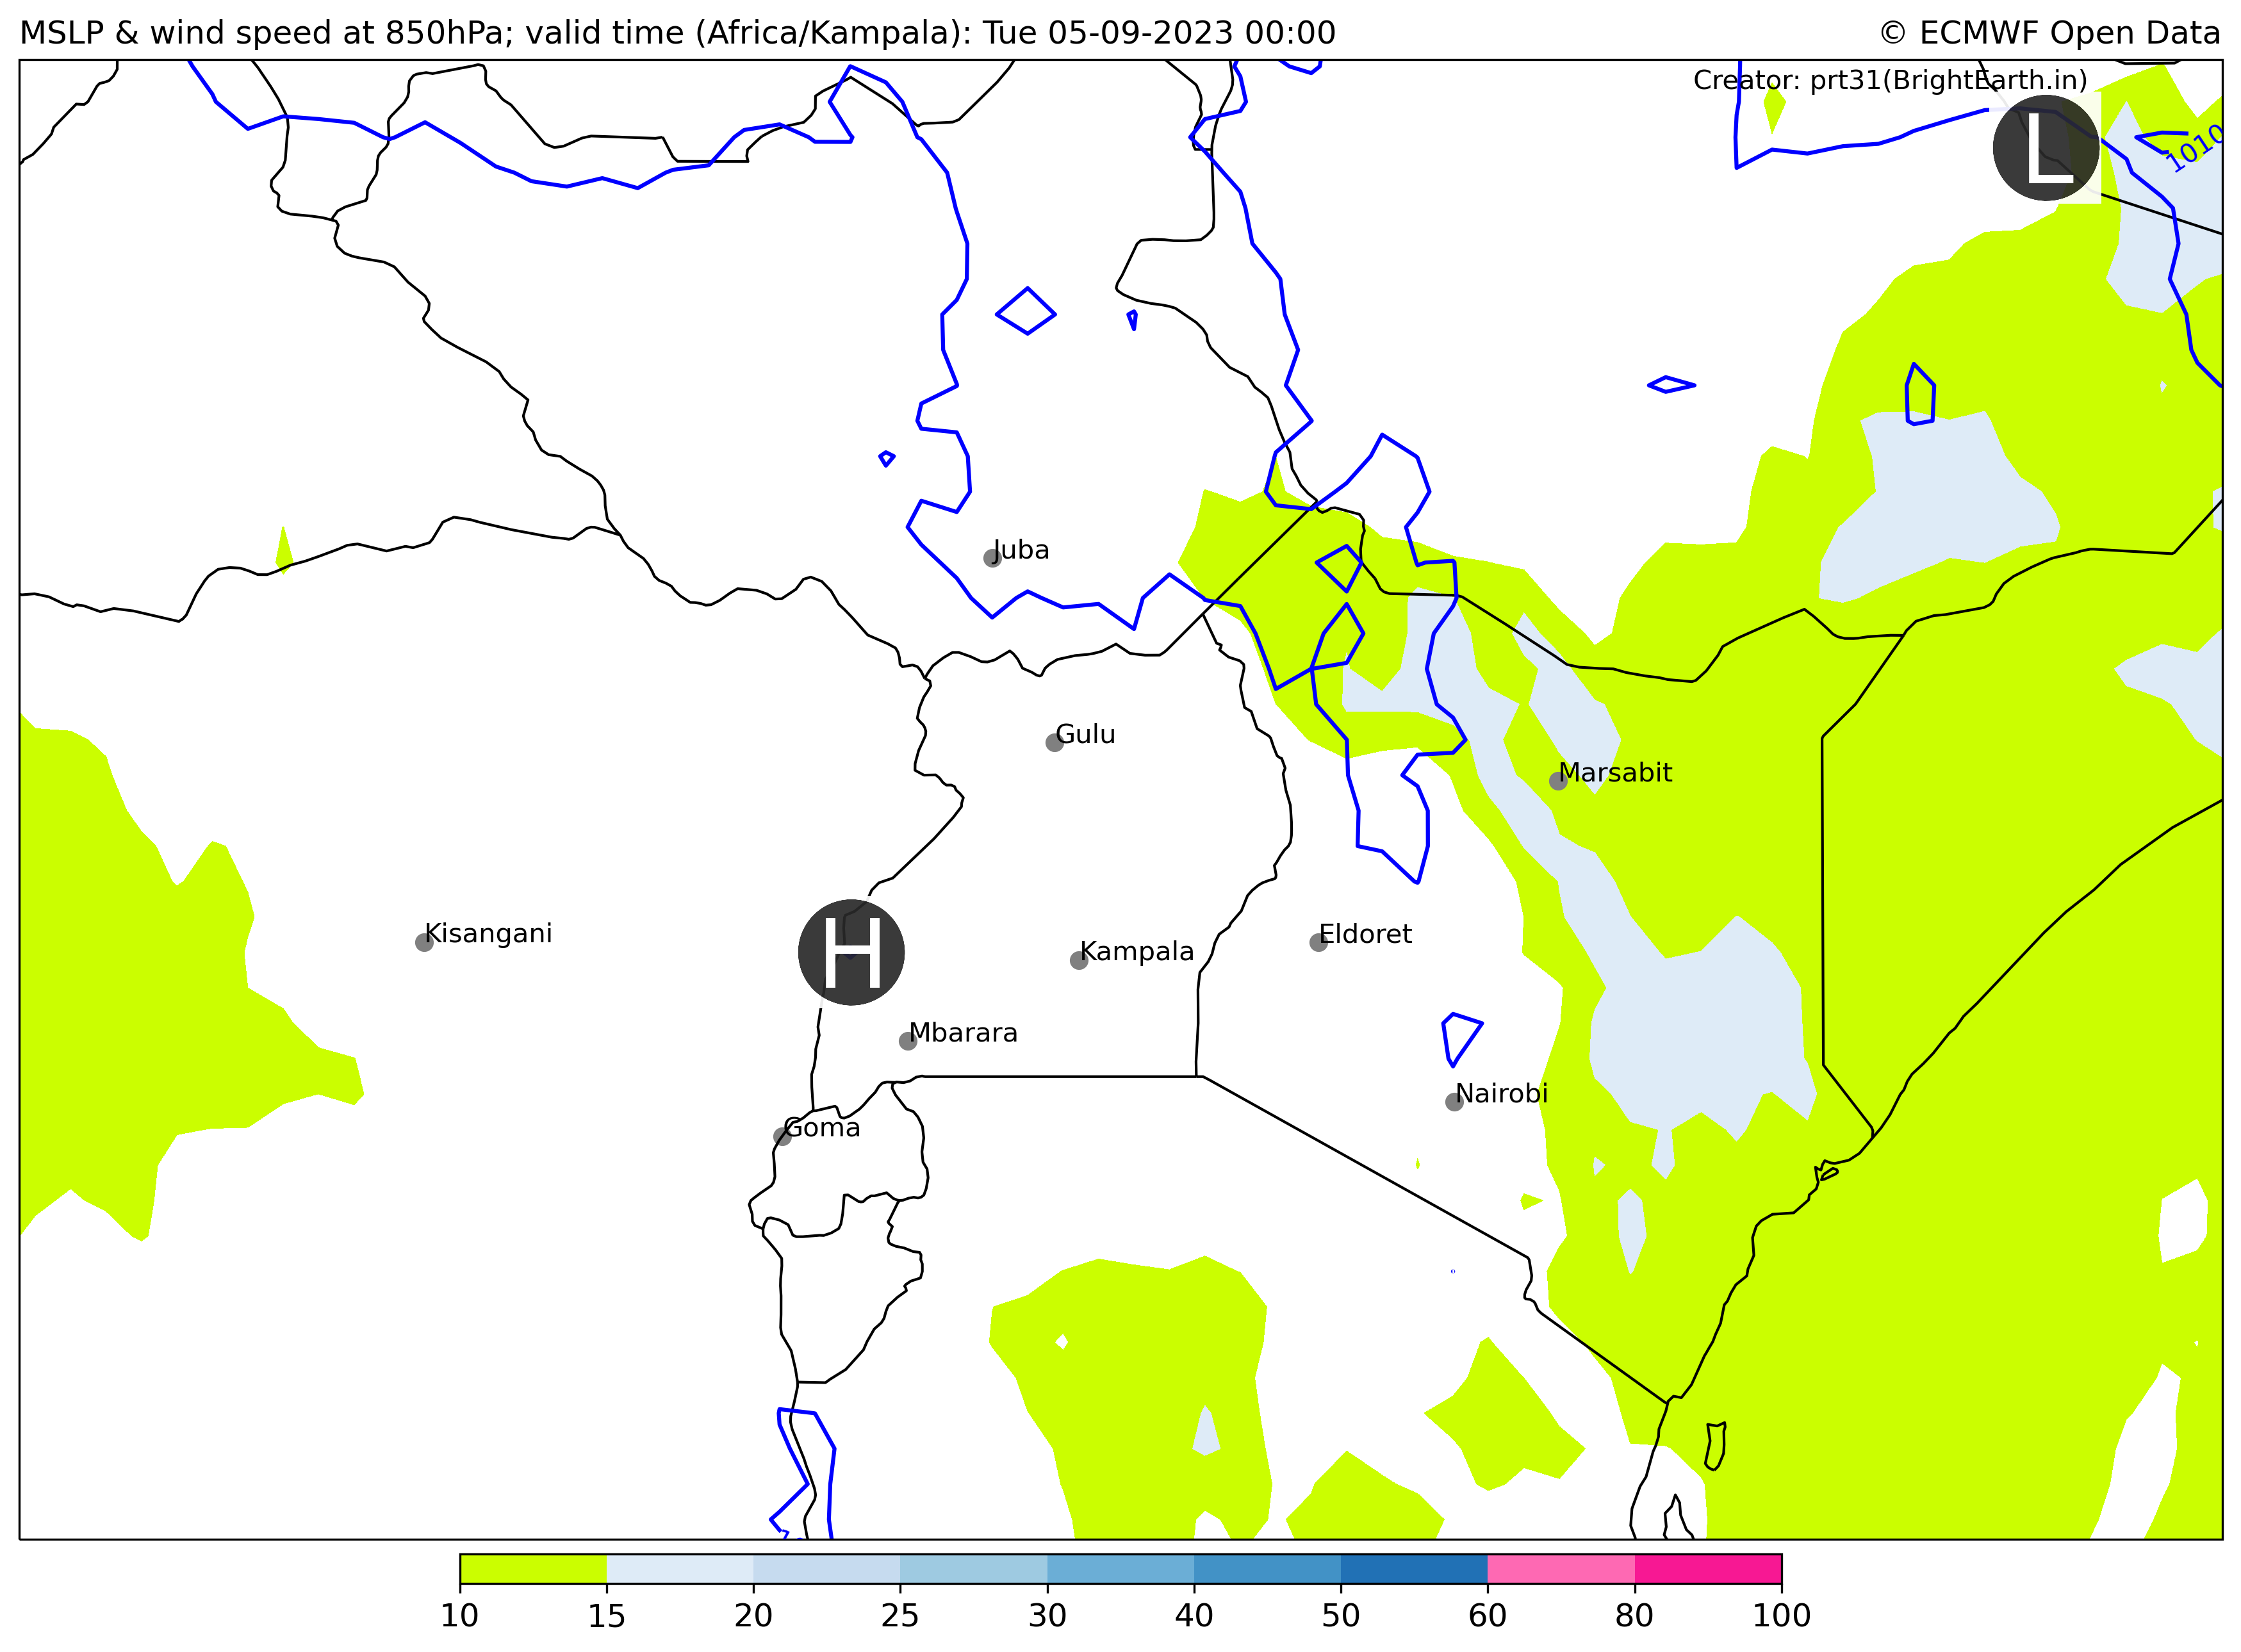 MSLP & wind speed at 850hPa; valid time (Africa/Kampala): Tue 05-09-2023 00:00
© ECMWF Open Data
Creator: prt31(BrightEarth.in)
L
1010
Juba
Gulu
Marsabit
Kisangani
H
Kampala
Eldoret
Mbarara
Nairobi
Goma
10 15 20 25 30 40 50 60 80 100